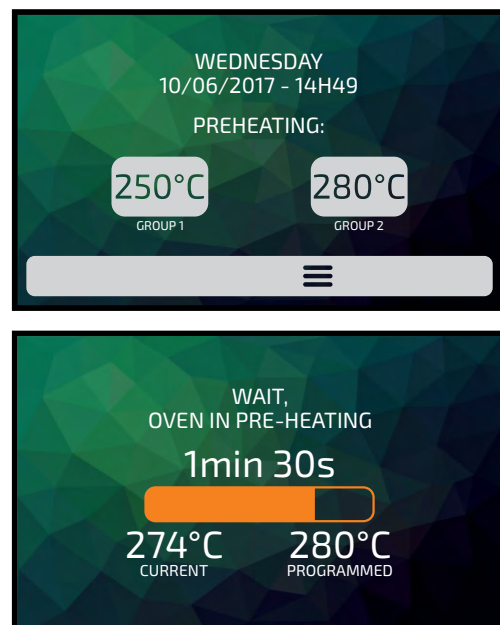 WEDNESDAY
10/06/2017 - 14H49
PREHEATING:
250°C 280°C
GROUP 1 GROUP 2
WAIT,
OVEN IN PRE-HEATING
1min 30s
274°C 280°C
CURRENT PROGRAMMED